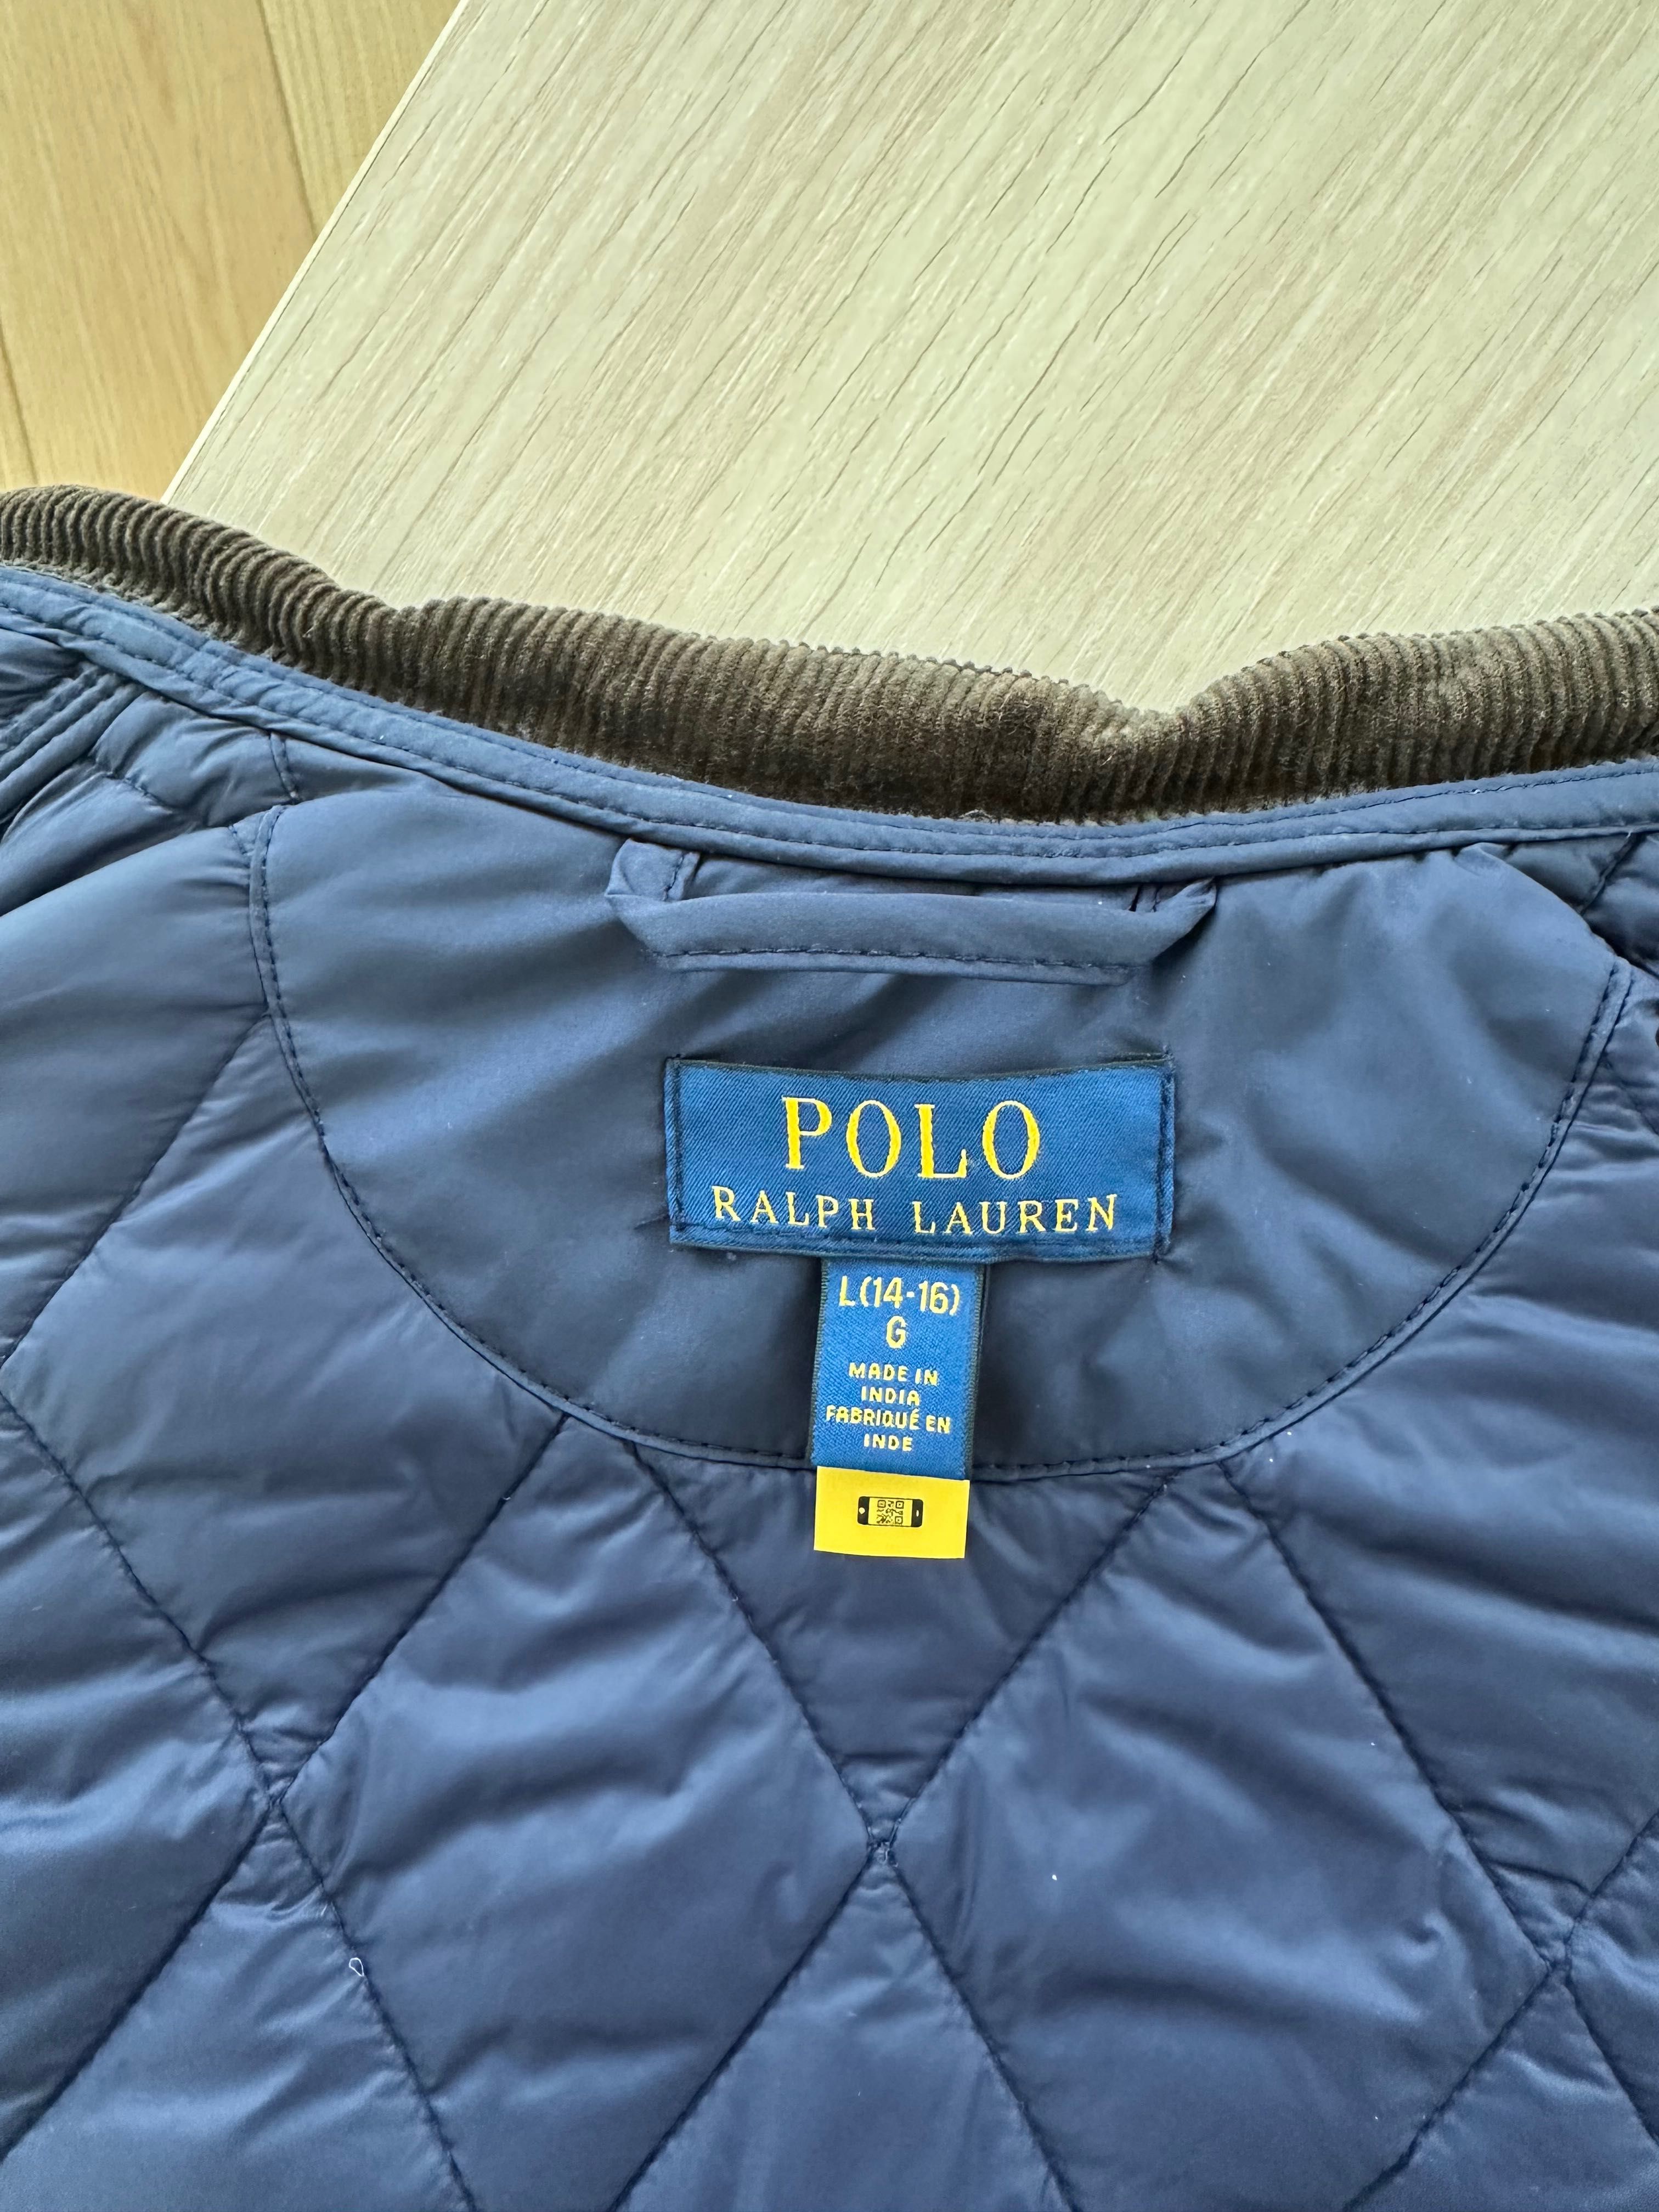 POLO
RALPH LAUREN
L(14-16)
G
MADE IN
INDIA
FABRIQUÉ EN
INDE